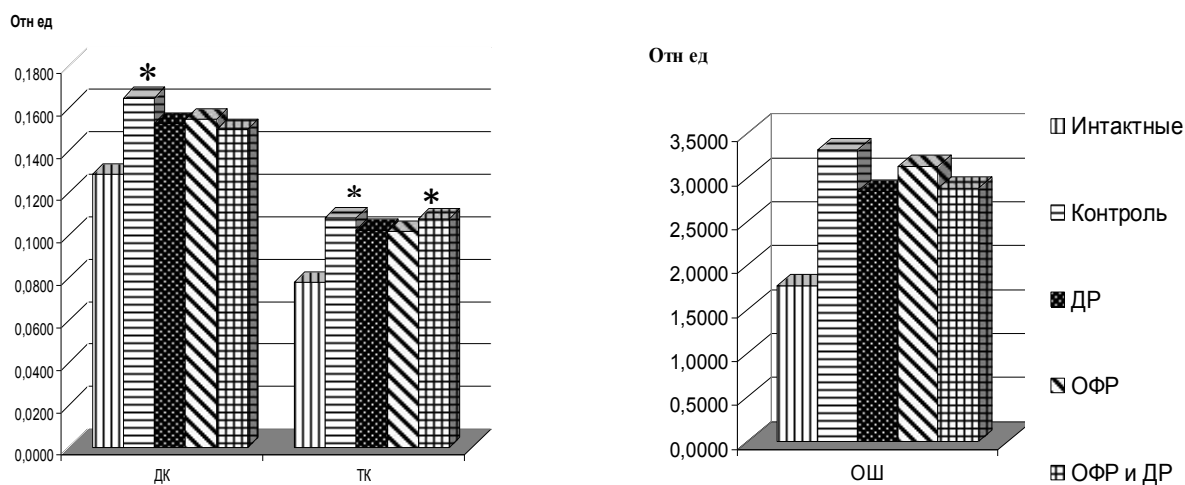 Отн ед
0,1800
0,1600
0,1400
0,1200
0,1000
0,0800
0,0600
0,0400
0,0200
0,0000
*
*
*
ДК
ТК
Отн ед
3,5000
3,0000
2,5000
2,0000
1,5000
1,0000
0,5000
0,0000
ОШ
Интактные
Контроль
ДР
ОФР
ОФР и ДР